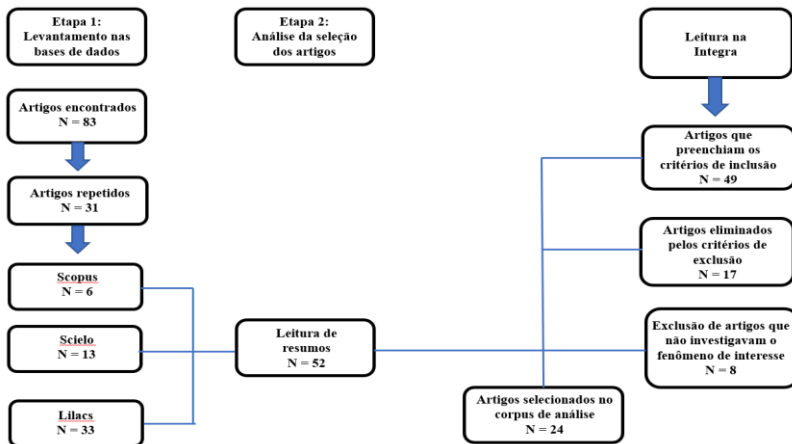 Etapa 1:
Levantamento nas
bases de dados
Artigos encontrados
N = 83
Artigos repetidos
N = 31
Scopus
N = 6
Scielo
N = 13
Lilacs
N = 33
Etapa 2:
Análise da seleção
dos artigos
Leitura de
resumos
N = 52
Leitura na
Integra
Artigos que
preenchiam os
critérios de inclusão
N = 49
Artigos eliminados
pelos critérios de
exclusão
N = 17
Exclusão de artigos que
não investigavam o
fenômeno de interesse
N = 8
Artigos selecionados no
corpus de análise
N = 24